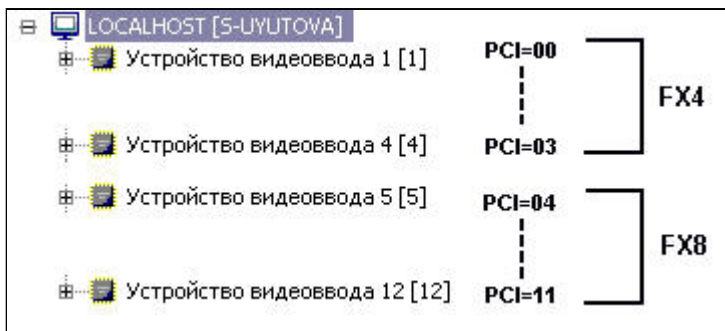 LOCALHOST [S-UYUTOVA]
Устройство видеоввода 1 [1] PCI=00
FX4
Устройство видеоввода 4 [4] PCI=03
Устройство видеоввода 5 [5] PCI=04
FX8
Устройство видеоввода 12 [12] PCI=11